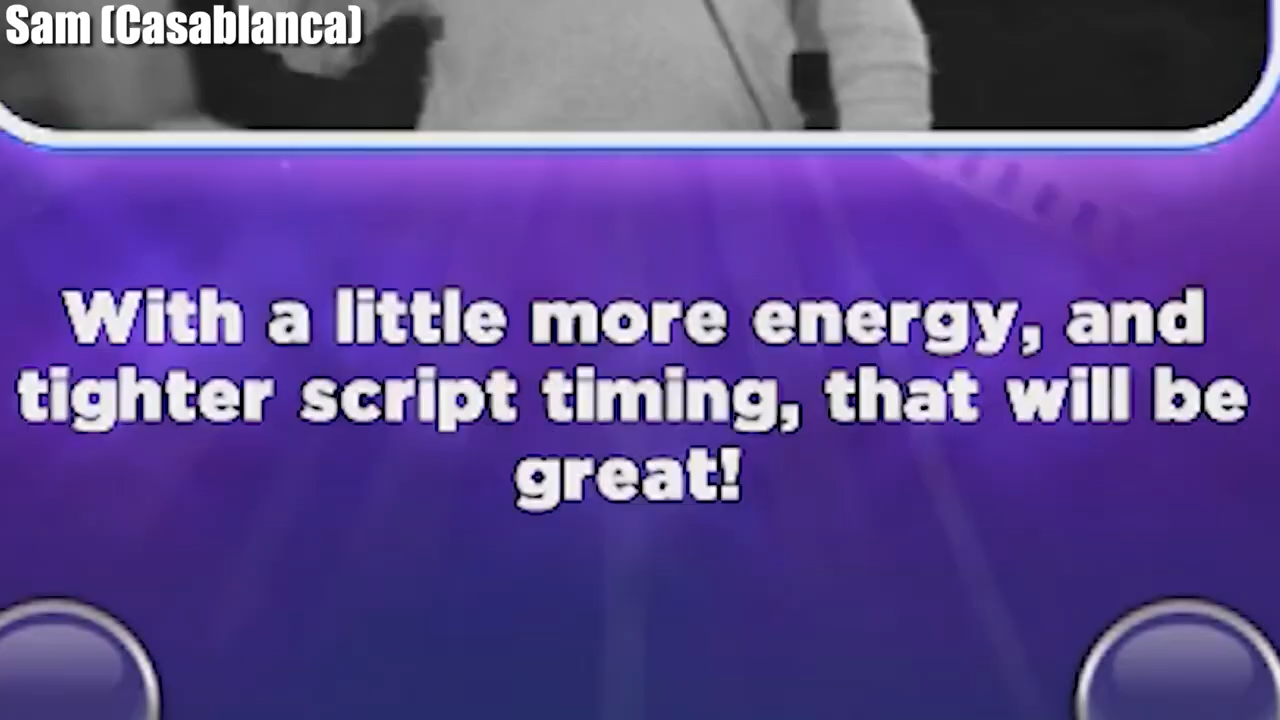 Sam (Casablanca)
With a little more energy, and
tighter script timing, that will be
great!